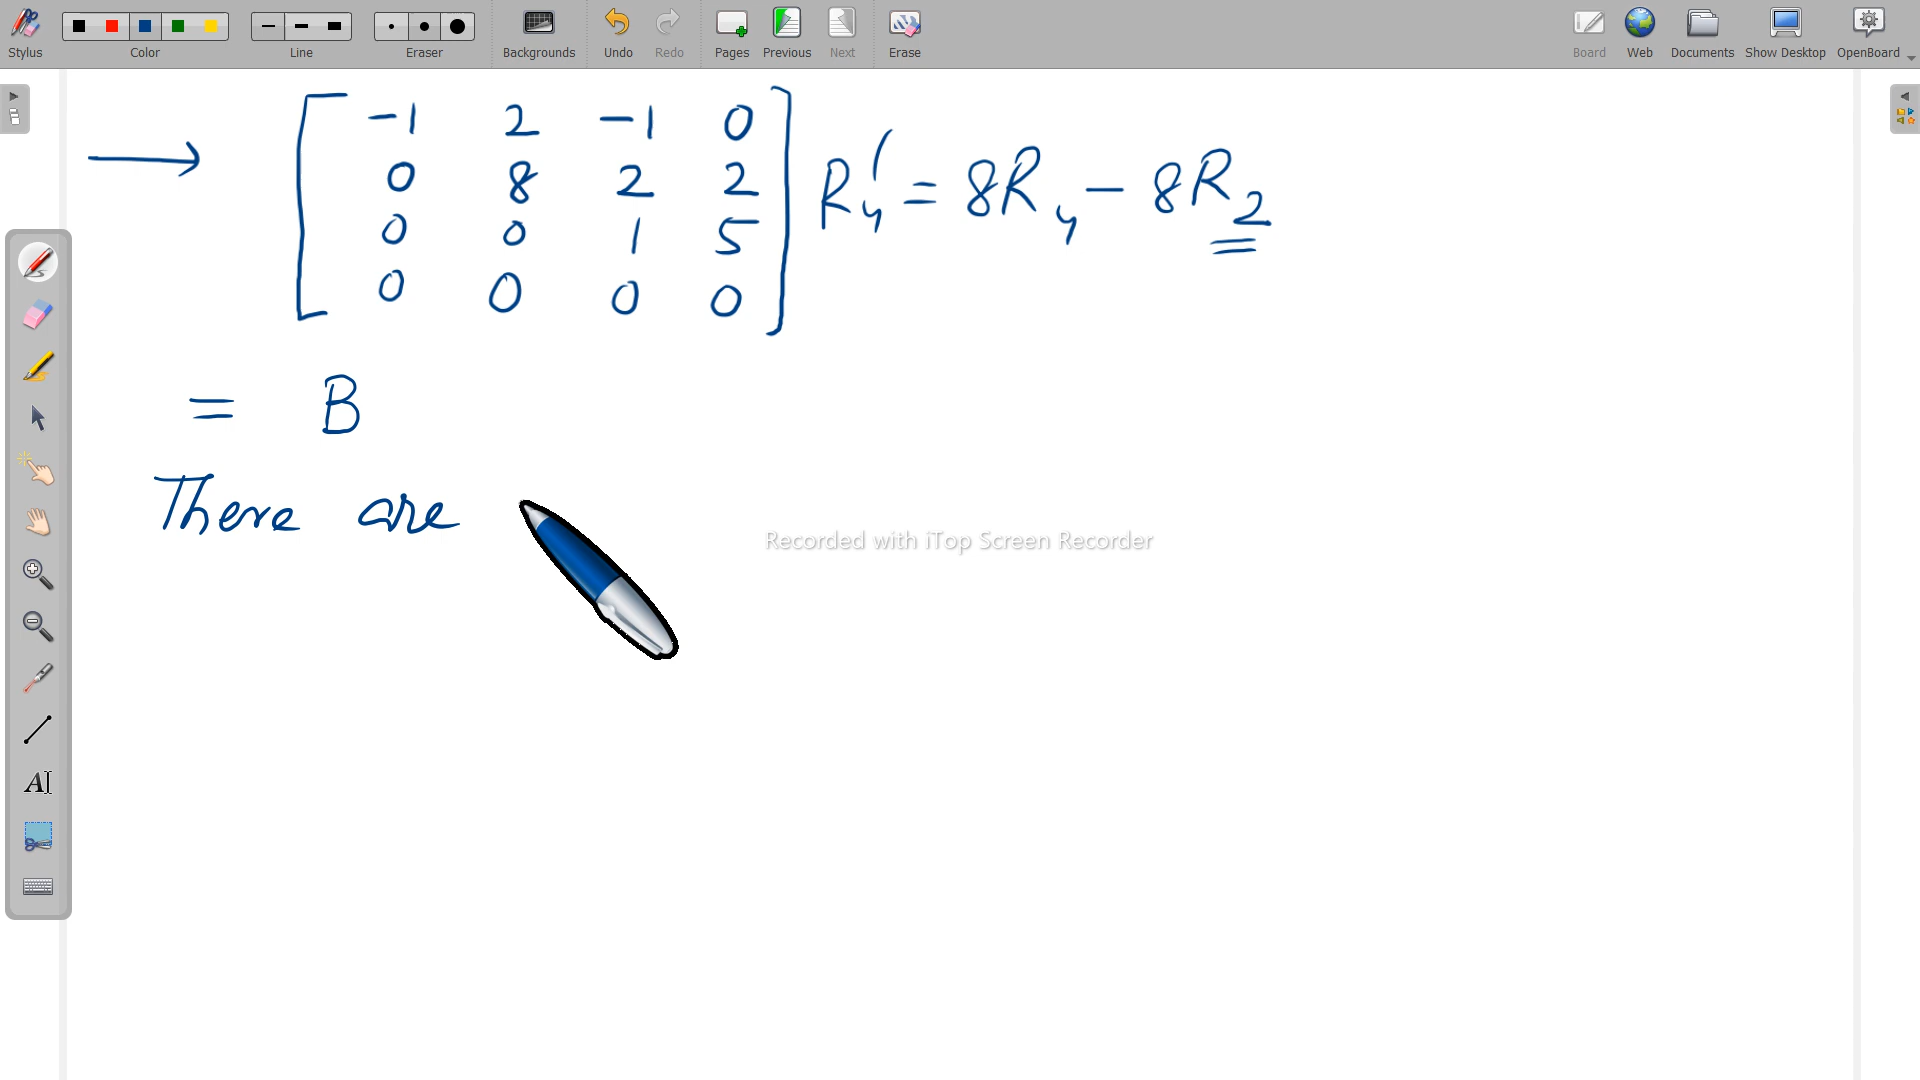 Stylus Color Line Eraser Backgrounds Undo Redo Pages Previous Next Erase Board Web Documents Show Desktop OpenBoard
-1 2 -1 0
0 8 2 2 R₄' = 8R₄ - 8R₂
0 0 1 5
0 0 0 0
= B
There are
Recorded with iTop Screen Recorder